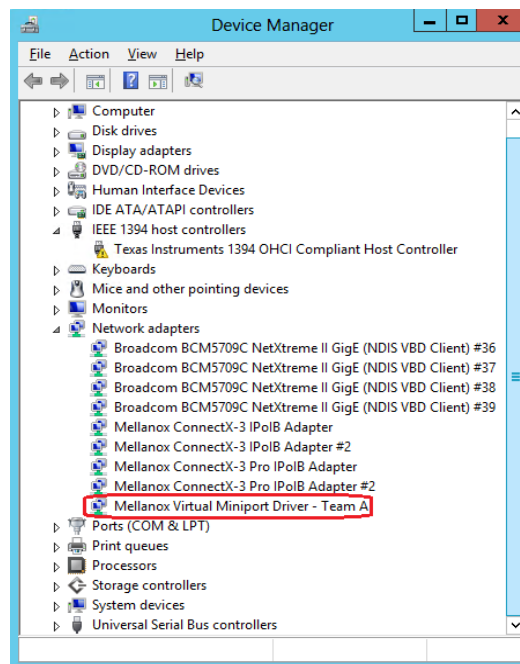 Device Manager
File Action View Help
Computer
Disk drives
Display adapters
DVD/CD-ROM drives
Human Interface Devices
IDE ATA/ATAPI controllers
IEEE 1394 host controllers
Texas Instruments 1394 OHCI Compliant Host Controller
Keyboards
Mice and other pointing devices
Monitors
Network adapters
Broadcom BCM5709C NetXtreme II GigE (NDIS VBD Client) #36
Broadcom BCM5709C NetXtreme II GigE (NDIS VBD Client) #37
Broadcom BCM5709C NetXtreme II GigE (NDIS VBD Client) #38
Broadcom BCM5709C NetXtreme II GigE (NDIS VBD Client) #39
Mellanox ConnectX-3 IPoIB Adapter
Mellanox ConnectX-3 IPoIB Adapter #2
Mellanox ConnectX-3 Pro IPoIB Adapter
Mellanox ConnectX-3 Pro IPoIB Adapter #2
Mellanox Virtual Miniport Driver - Team A
Ports (COM & LPT)
Print queues
Processors
Storage controllers
System devices
Universal Serial Bus controllers